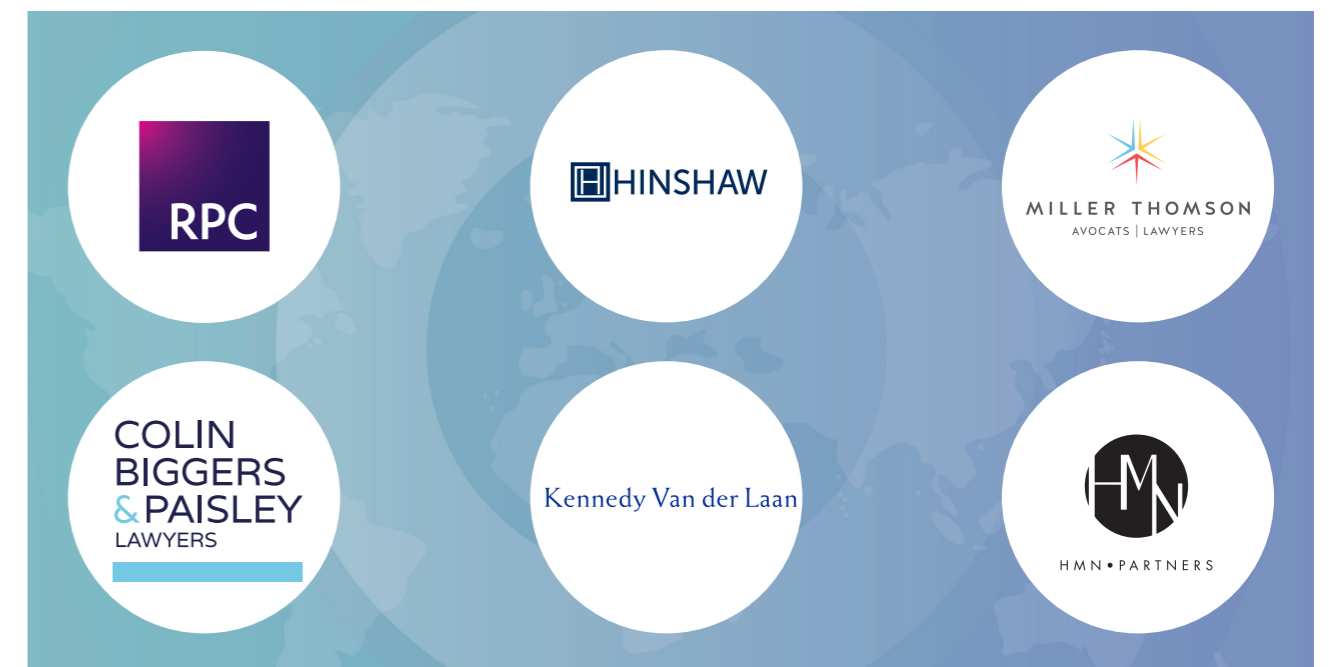 RPC
HINSHAW
MILLER THOMSON
AVOCATS | LAWYERS
COLIN
BIGGERS
& PAISLEY
LAWYERS
Kennedy Van der Laan
HMN
HMN•PARTNERS